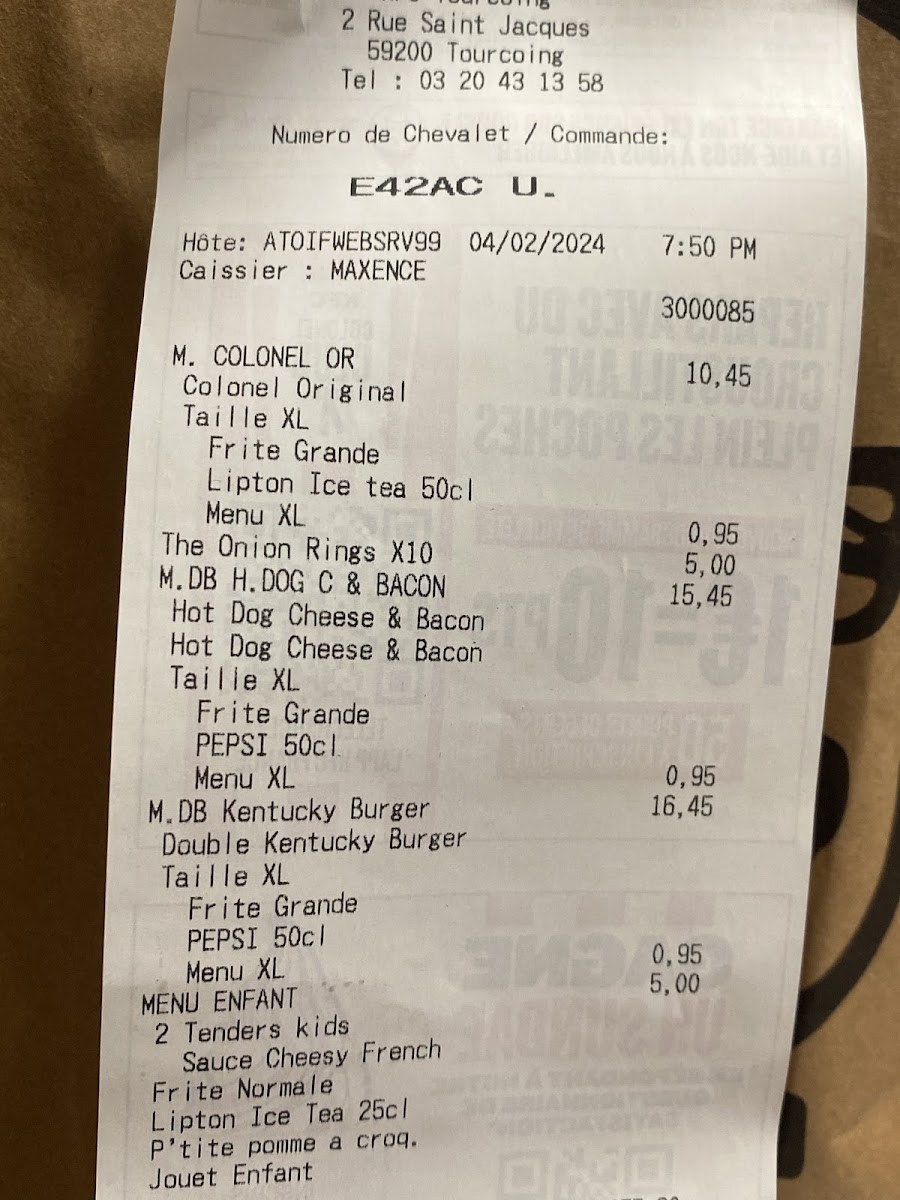 2 Rue Saint Jacques
59200 Tourcoing
Tel : 03 20 43 13 58
Numero de Chevalet / Commande:
E42AC U.
Hôte: ATOIFWEBSRV99 04/02/2024 7:50 PM
Caissier : MAXENCE
3000085
M. COLONEL OR 10,45
Colonel Original
Taille XL
Frite Grande
Lipton Ice tea 50cl
Menu XL 0,95
The Onion Rings X10 5,00
M.DB H.DOG C & BACON 15,45
Hot Dog Cheese & Bacon
Hot Dog Cheese & Bacon
Taille XL
Frite Grande
PEPSI 50cl
Menu XL 0,95
M.DB Kentucky Burger 16,45
Double Kentucky Burger
Taille XL
Frite Grande
PEPSI 50cl
Menu XL 0,95
MENU ENFANT 5,00
2 Tenders kids
Sauce Cheesy French
Frite Normale
Lipton Ice Tea 25cl
P'tite pomme a croq.
Jouet Enfant